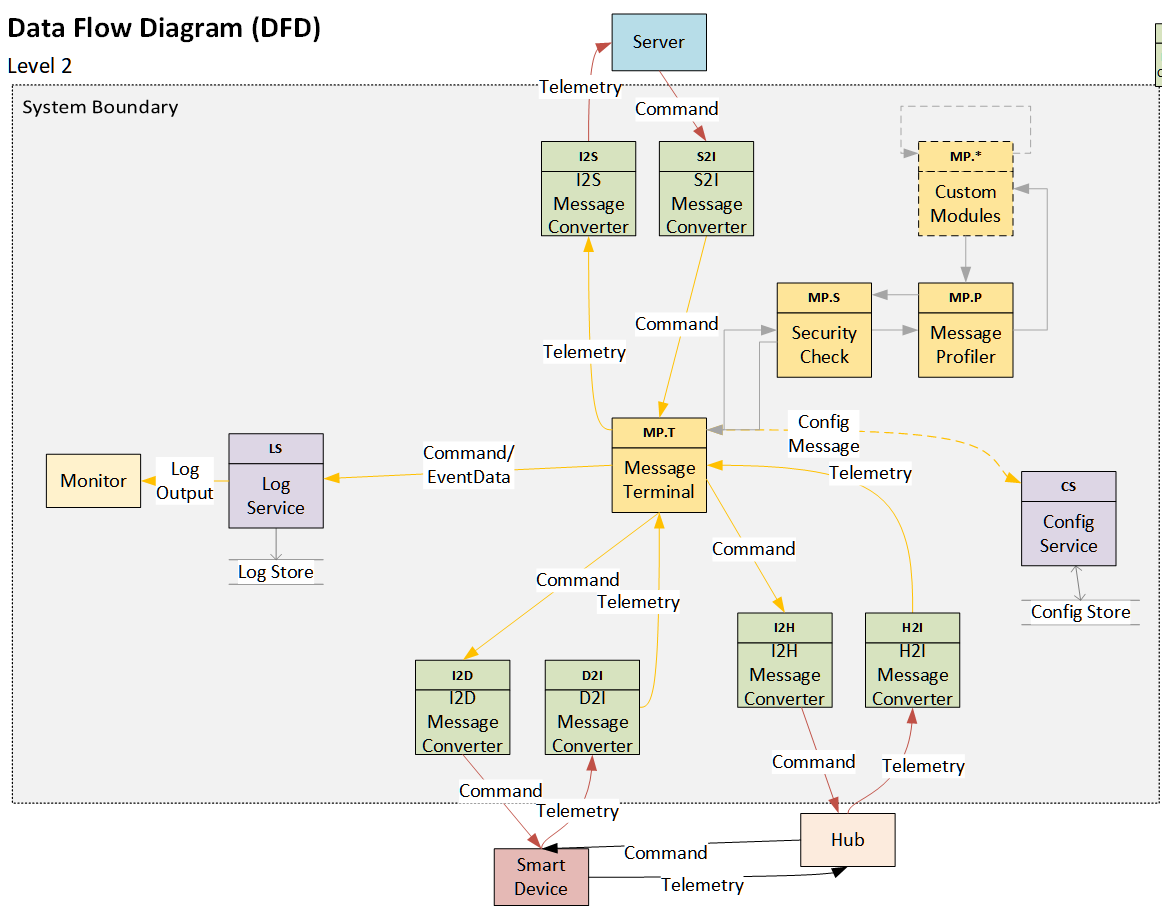 Data Flow Diagram (DFD)
Level 2
System Boundary
Server
Telemetry
Command
I2S
I2S
Message
Converter
S2I
S2I
Message
Converter
MP.*
Custom
Modules
MP.S
Security
Check
MP.P
Message
Profiler
Command
Telemetry
MP.T
Message
Terminal
Config
Message
Telemetry
Command/
EventData
LS
Log
Service
Log
Output
Monitor
Log Store
CS
Config
Service
Config Store
Command
Command
Telemetry
I2H
I2H
Message
Converter
H2I
H2I
Message
Converter
I2D
I2D
Message
Converter
D2I
D2I
Message
Converter
Command
Telemetry
Command
Telemetry
Hub
Command
Telemetry
Smart
Device